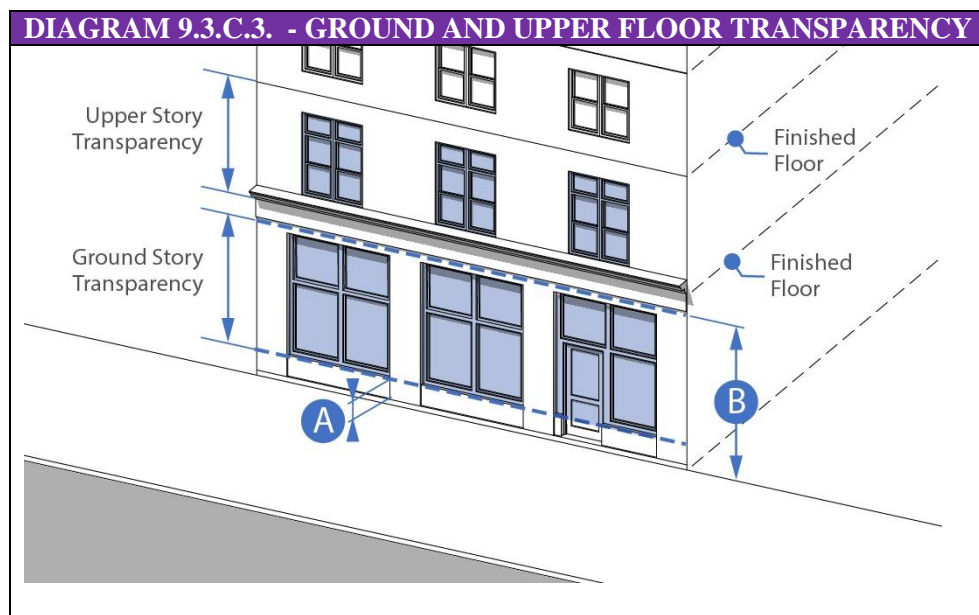 DIAGRAM 9.3.C.3. - GROUND AND UPPER FLOOR TRANSPARENCY
Upper Story
Transparency
Finished
Floor
Ground Story
Transparency
Finished
Floor
A
B